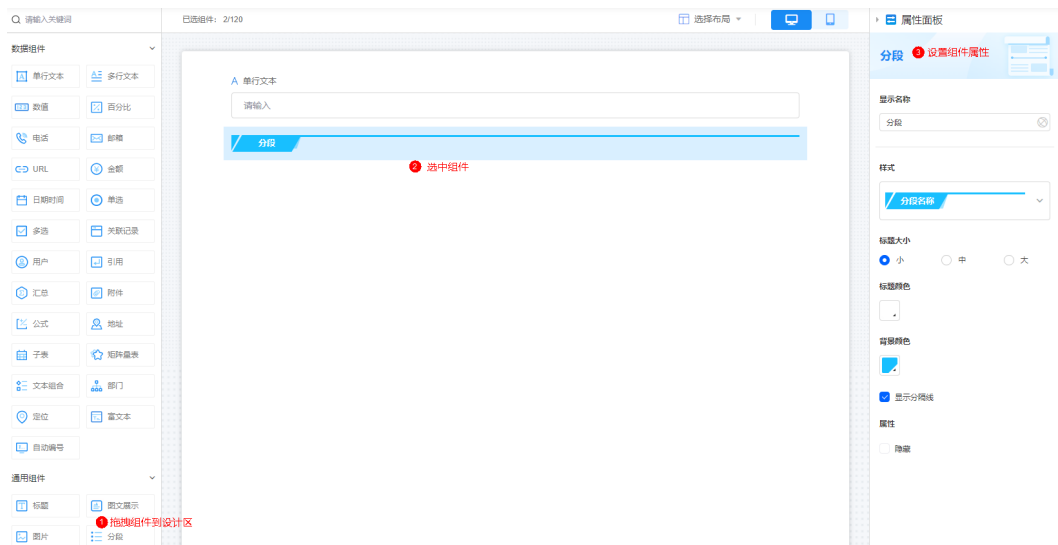 请输入关键词
已选组件: 2/120
选择布局
属性面板
数据组件
单行文本 多行文本
数值 百分比
电话 邮箱
URL 金额
日期时间 单选
多选 关联记录
用户 引用
汇总 附件
公式 地址
子表 矩阵量表
文本组合 部门
定位 富文本
自动编号
通用组件
标题 图文展示
1 拖拽组件到设计区
图片 分段
A 单行文本
请输入
分段
2 选中组件
分段 3 设置组件属性
显示名称
分段
样式
分段名称
标题大小
小 中 大
标题颜色
背景颜色
显示分隔线
属性
隐藏